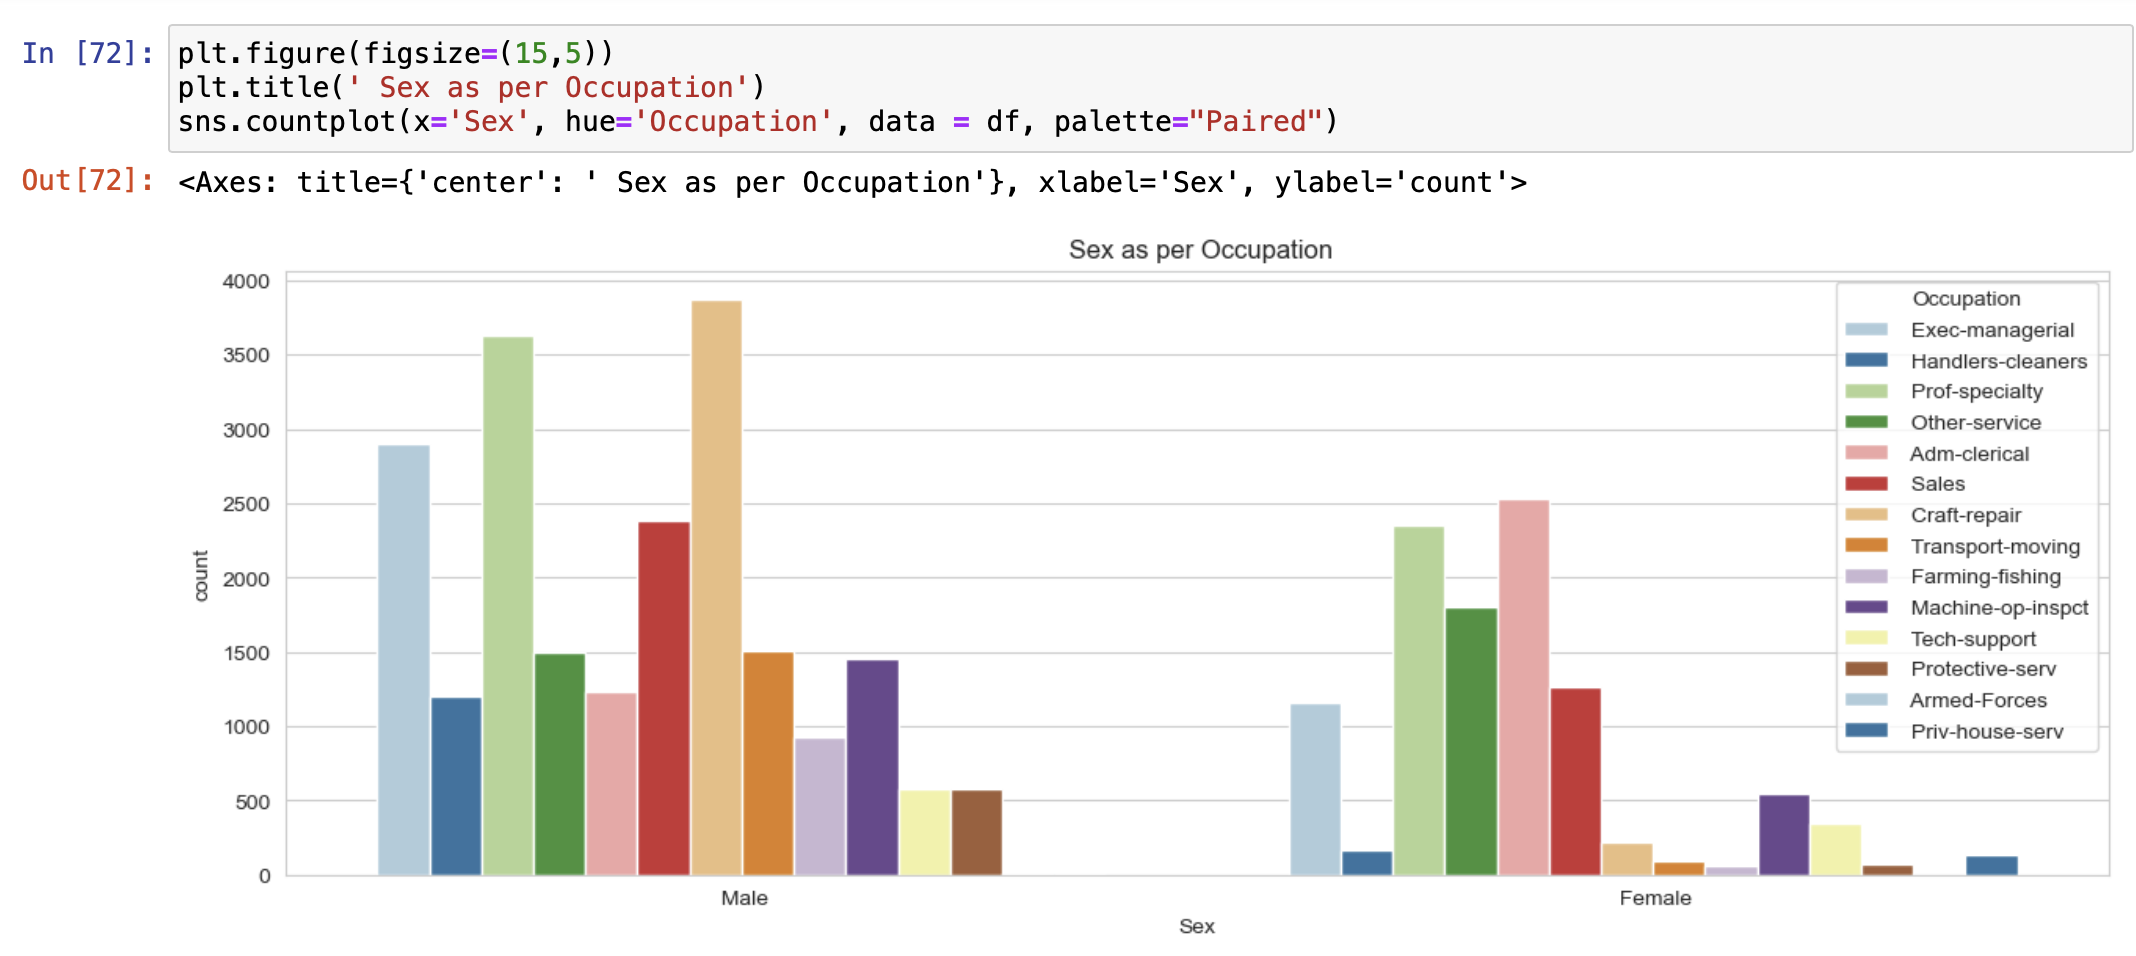 In [72]: plt.figure(figsize=(15,5))
plt.title(' Sex as per Occupation')
sns.countplot(x='Sex', hue='Occupation', data = df, palette="Paired")
Out[72]: <Axes: title={'center': ' Sex as per Occupation'}, xlabel='Sex', ylabel='count'>
Sex as per Occupation
4000
3500
3000
2500
2000
1500
1000
500
0
count
Occupation
Exec-managerial
Handlers-cleaners
Prof-specialty
Other-service
Adm-clerical
Sales
Craft-repair
Transport-moving
Farming-fishing
Machine-op-inspct
Tech-support
Protective-serv
Armed-Forces
Priv-house-serv
Male
Female
Sex